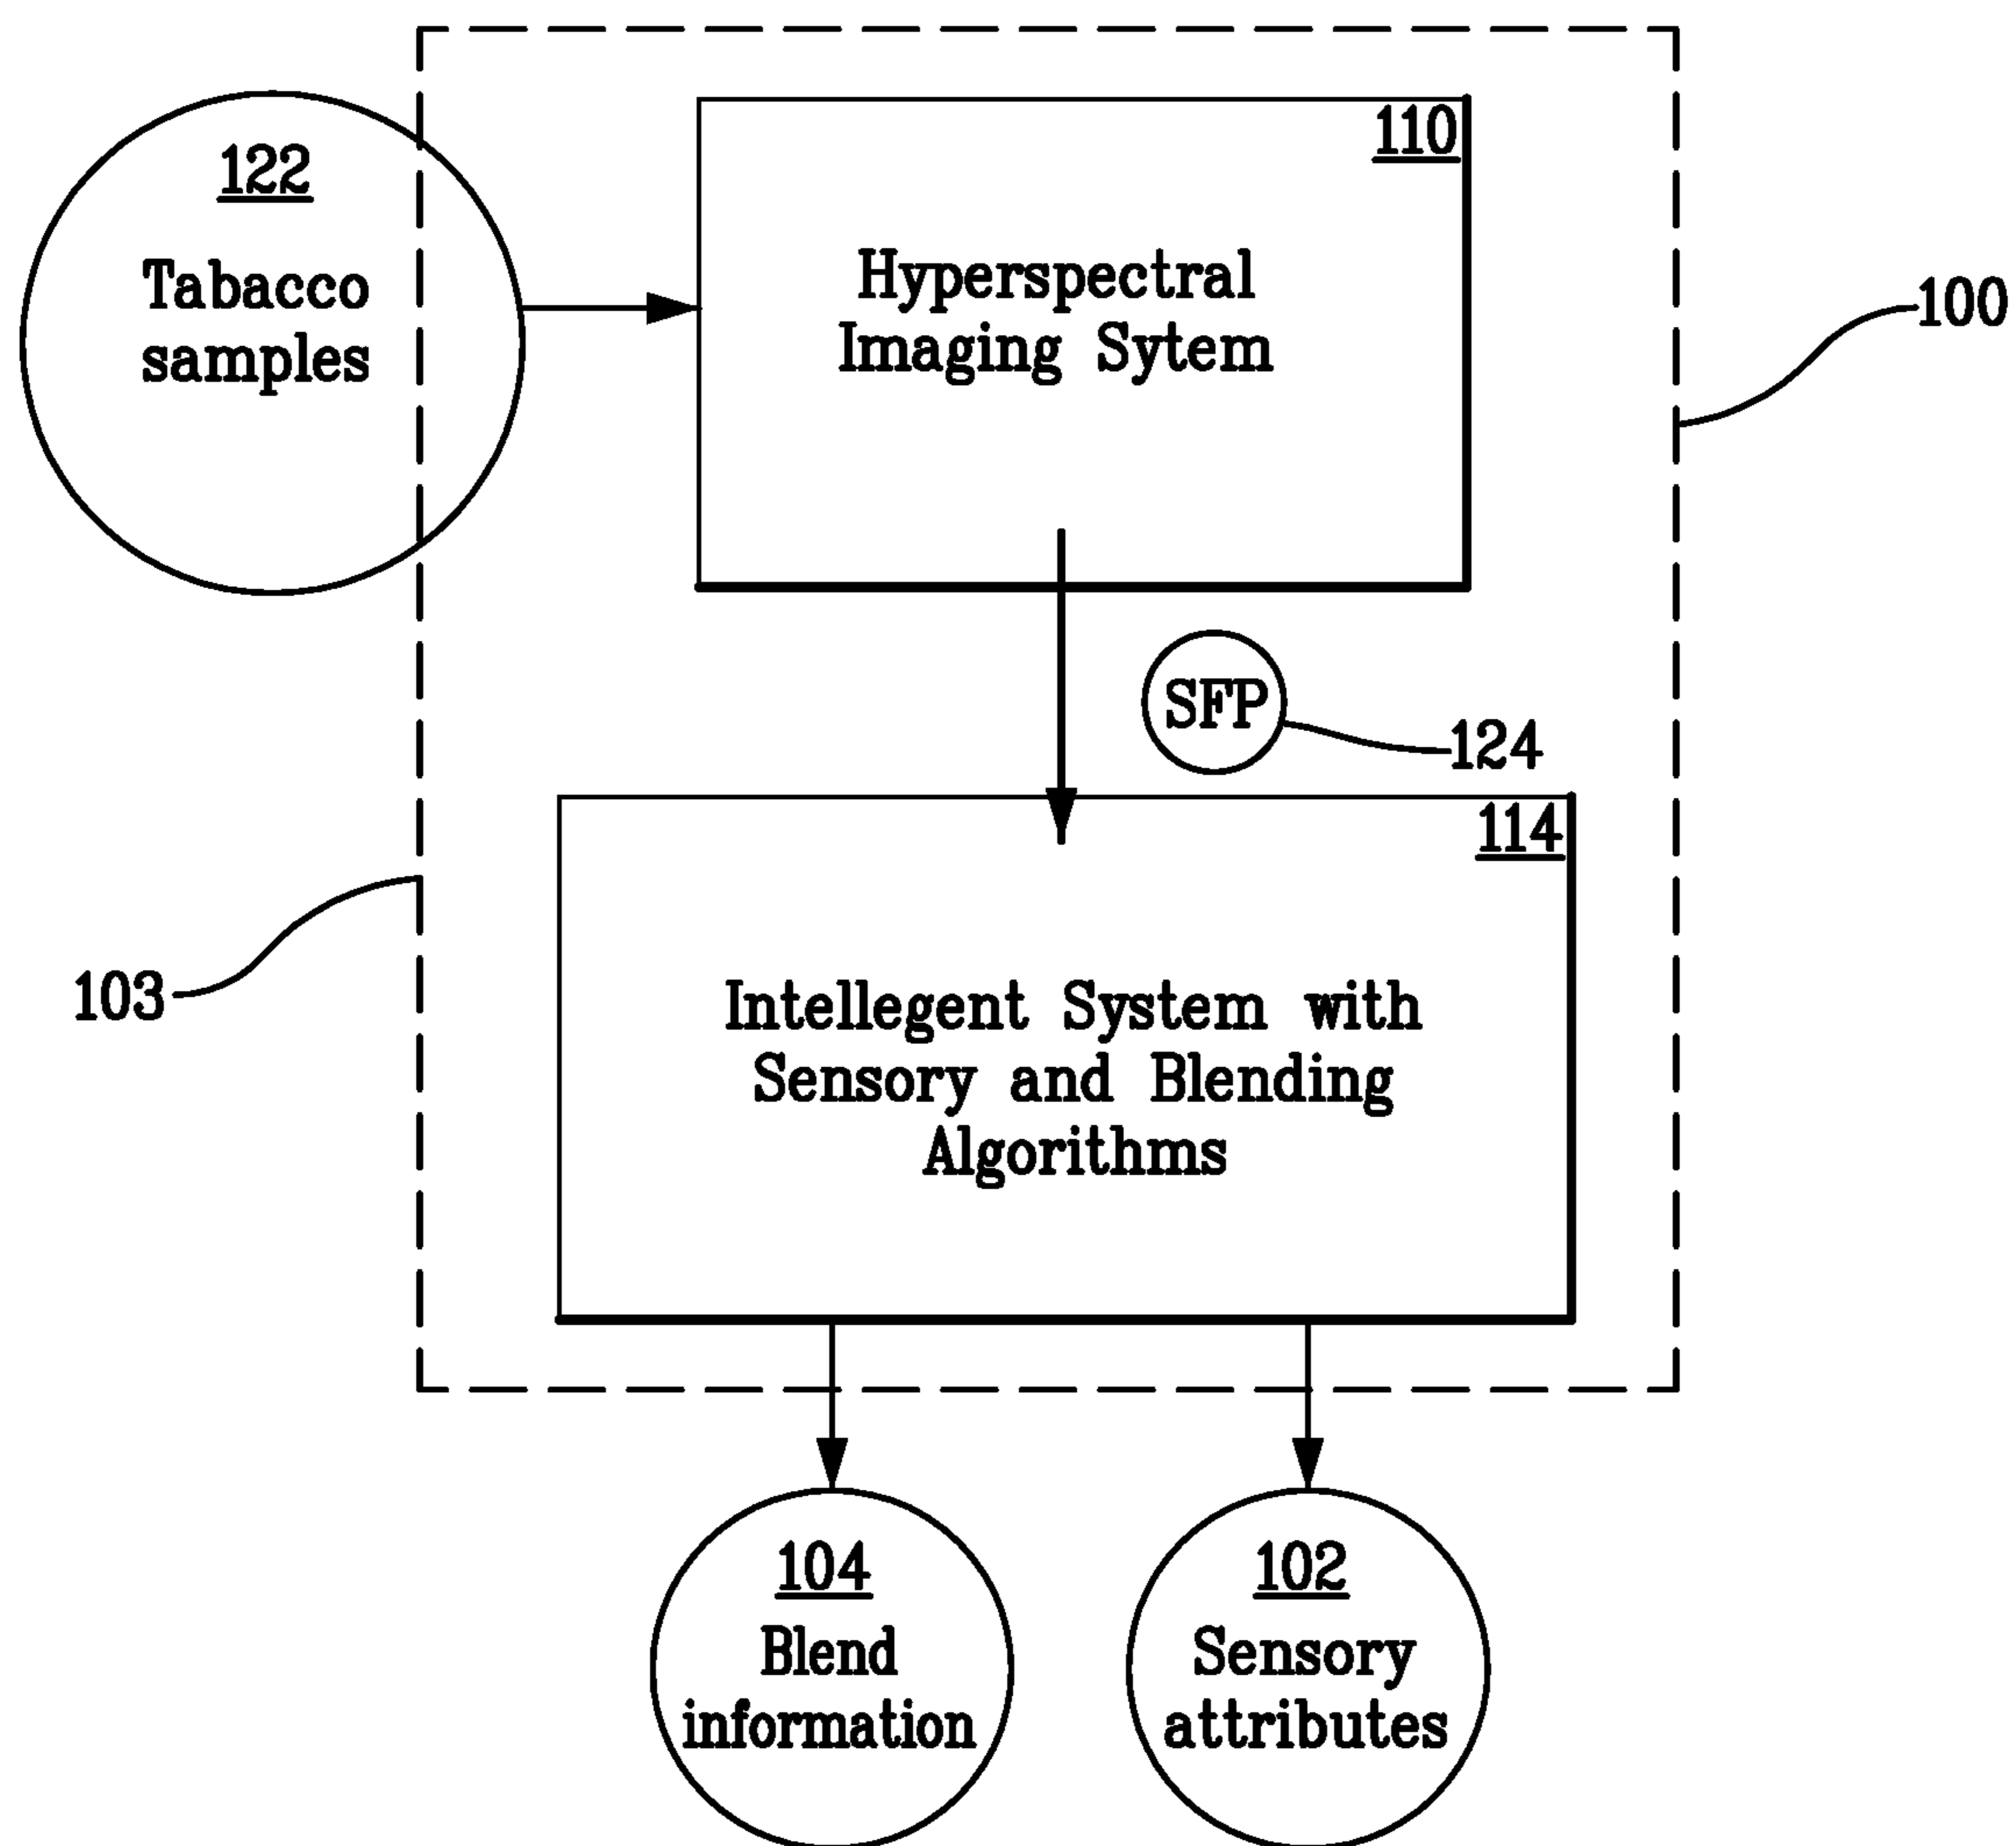 122
Tabacco
samples
110
Hyperspectral
Imaging Sytem
100
SFP
124
114
Intellegent System with
Sensory and Blending
Algorithms
103
104
Blend
information
102
Sensory
attributes